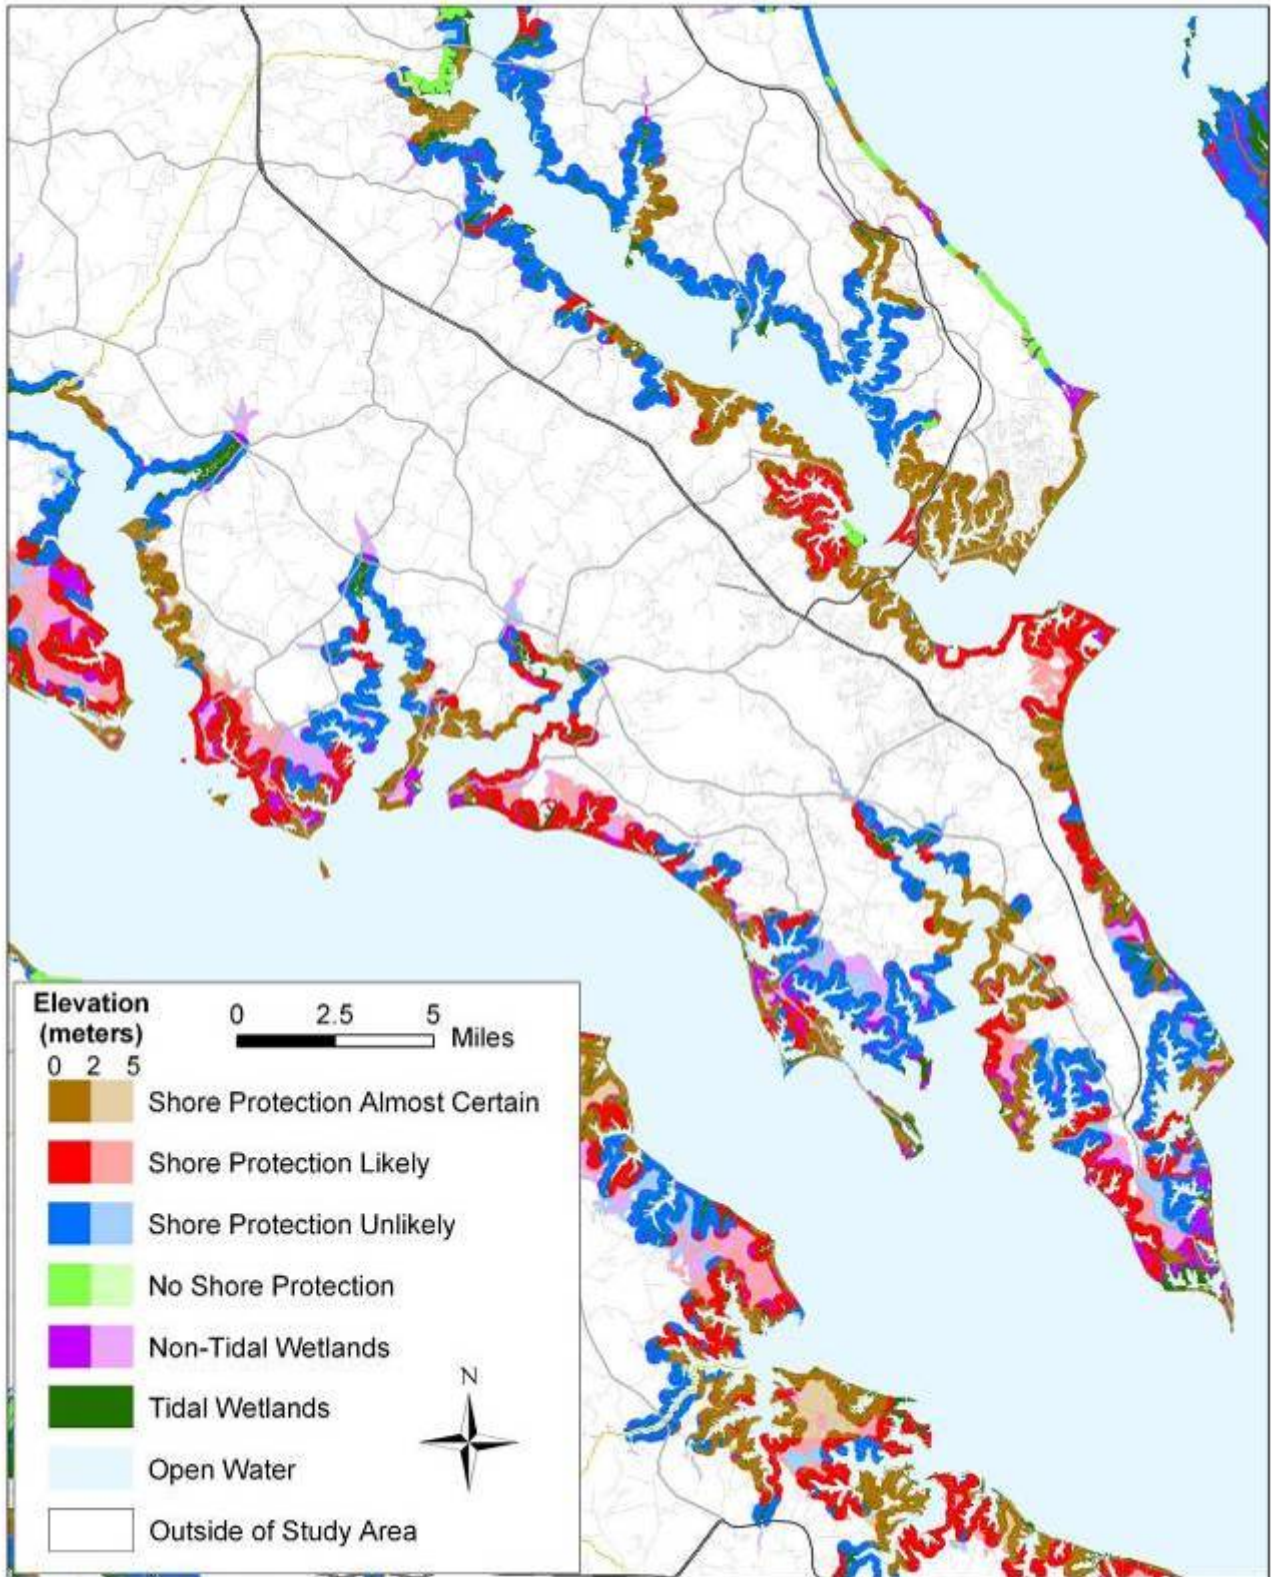 Elevation
(meters)
0 2 5
0 2.5 5
Miles
Shore Protection Almost Certain
Shore Protection Likely
Shore Protection Unlikely
No Shore Protection
Non-Tidal Wetlands
Tidal Wetlands
Open Water
Outside of Study Area
N